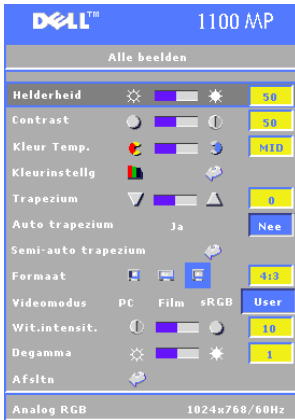 DELL™ 1100 MP
Alle beelden
Helderheid 50
Contrast 50
Kleur Temp. MID
Kleurinstellg
Trapezium 0
Auto trapezium Ja Nee
Semi-auto trapezium
Formaat 4:3
Videomodus PC Film sRGB User
Wit.intensit. 10
Degamma 1
Afsltn
Analog RGB 1024x768/60Hz